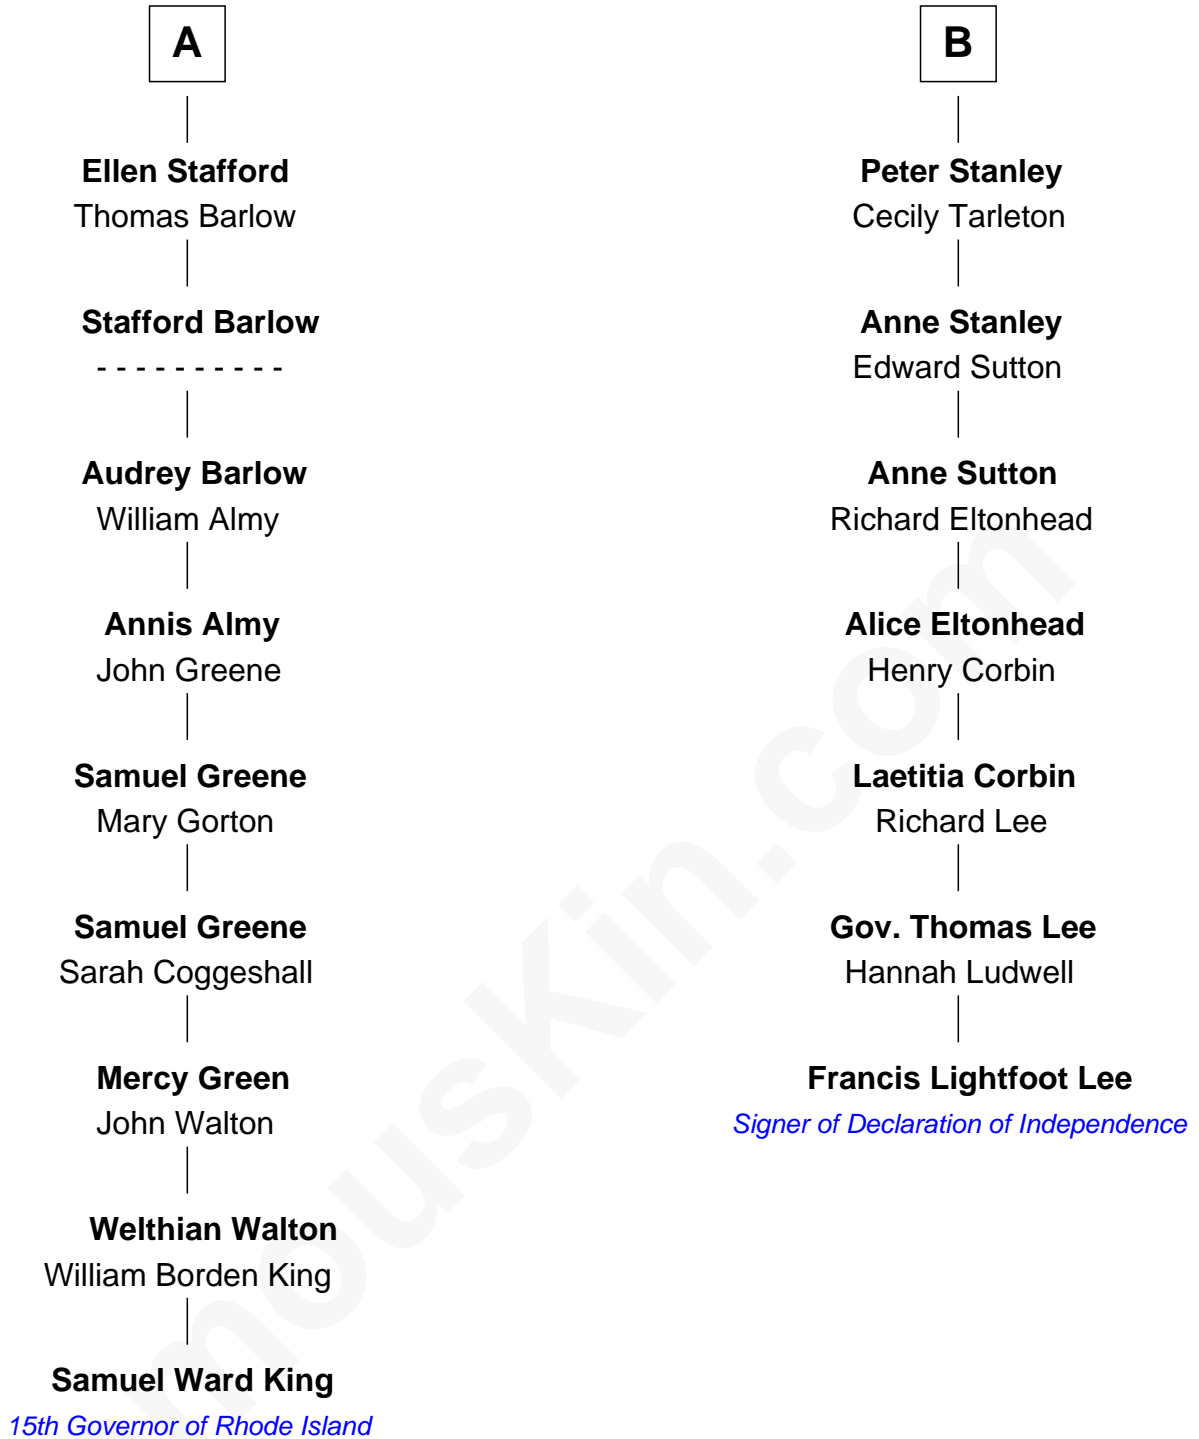 A
Ellen Stafford
Thomas Barlow
Stafford Barlow
- - - - - - - - - -
Audrey Barlow
William Almy
Annis Almy
John Greene
Samuel Greene
Mary Gorton
Samuel Greene
Sarah Coggeshall
Mercy Green
John Walton
Welthian Walton
William Borden King
Samuel Ward King
15th Governor of Rhode Island
B
Peter Stanley
Cecily Tarleton
Anne Stanley
Edward Sutton
Anne Sutton
Richard Eltonhead
Alice Eltonhead
Henry Corbin
Laetitia Corbin
Richard Lee
Gov. Thomas Lee
Hannah Ludwell
Francis Lightfoot Lee
Signer of Declaration of Independence
mousKin.com